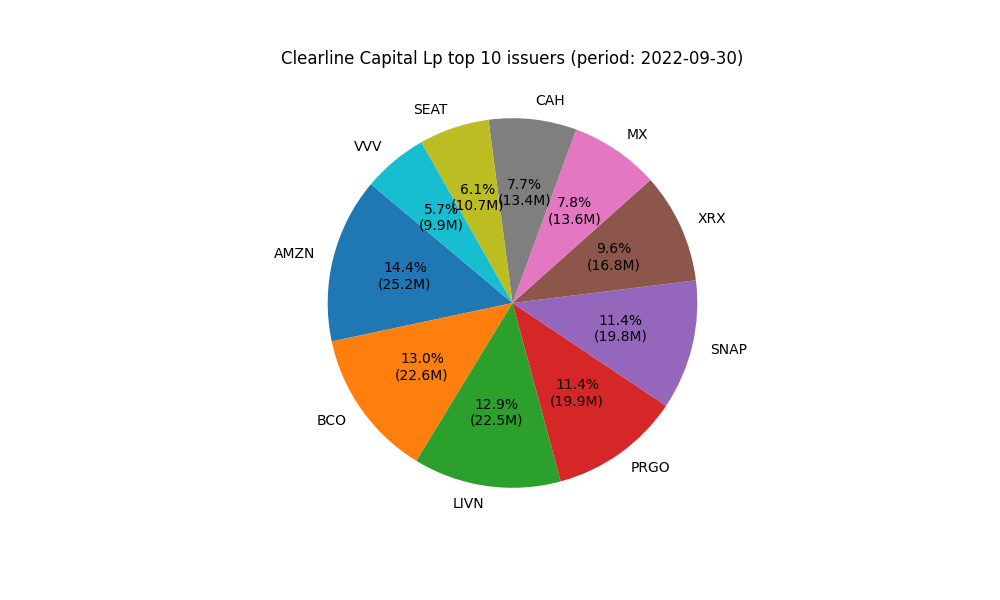 Clearline Capital Lp top 10 issuers (period: 2022-09-30)
AMZN
14.4%
(25.2M)
BCO
13.0%
(22.6M)
LIVN
12.9%
(22.5M)
PRGO
11.4%
(19.9M)
SNAP
11.4%
(19.8M)
XRX
9.6%
(16.8M)
MX
7.8%
(13.6M)
CAH
7.7%
(13.4M)
SEAT
6.1%
(10.7M)
VVV
5.7%
(9.9M)